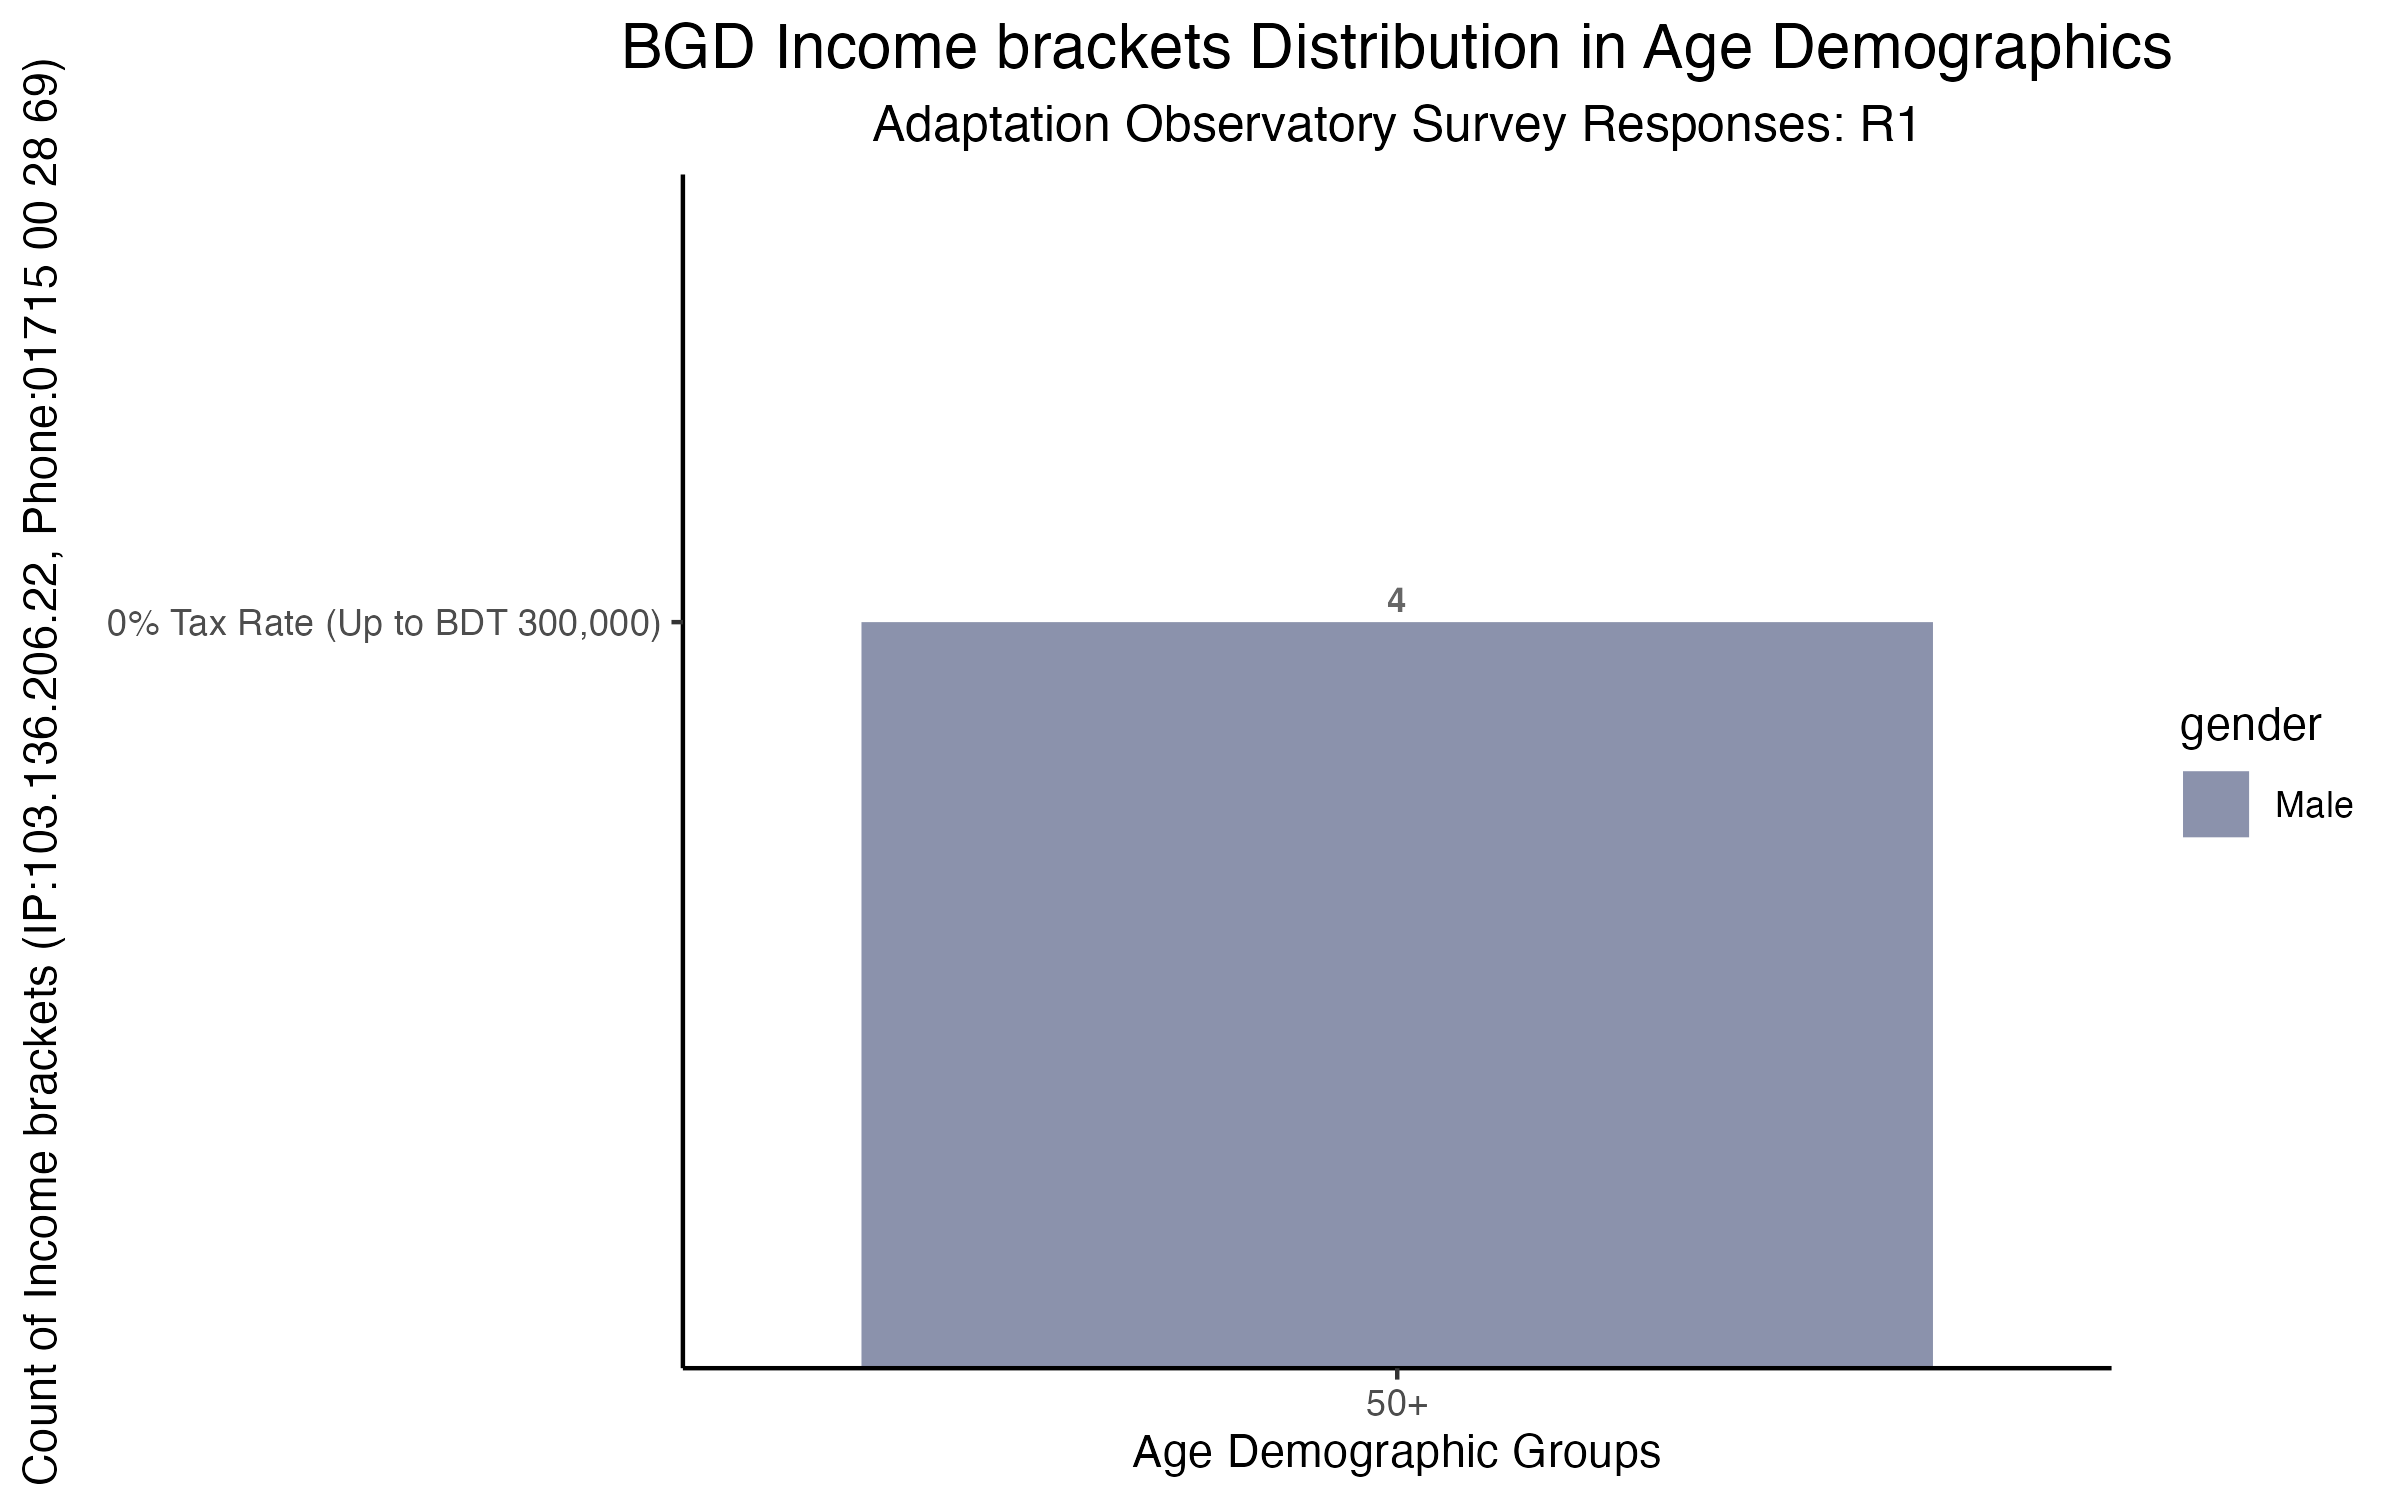 BGD Income brackets Distribution in Age Demographics
Adaptation Observatory Survey Responses: R1
Count of Income brackets (IP:103.136.206.22, Phone:01715 00 28 69)
0% Tax Rate (Up to BDT 300,000)
4
gender
Male
50+
Age Demographic Groups